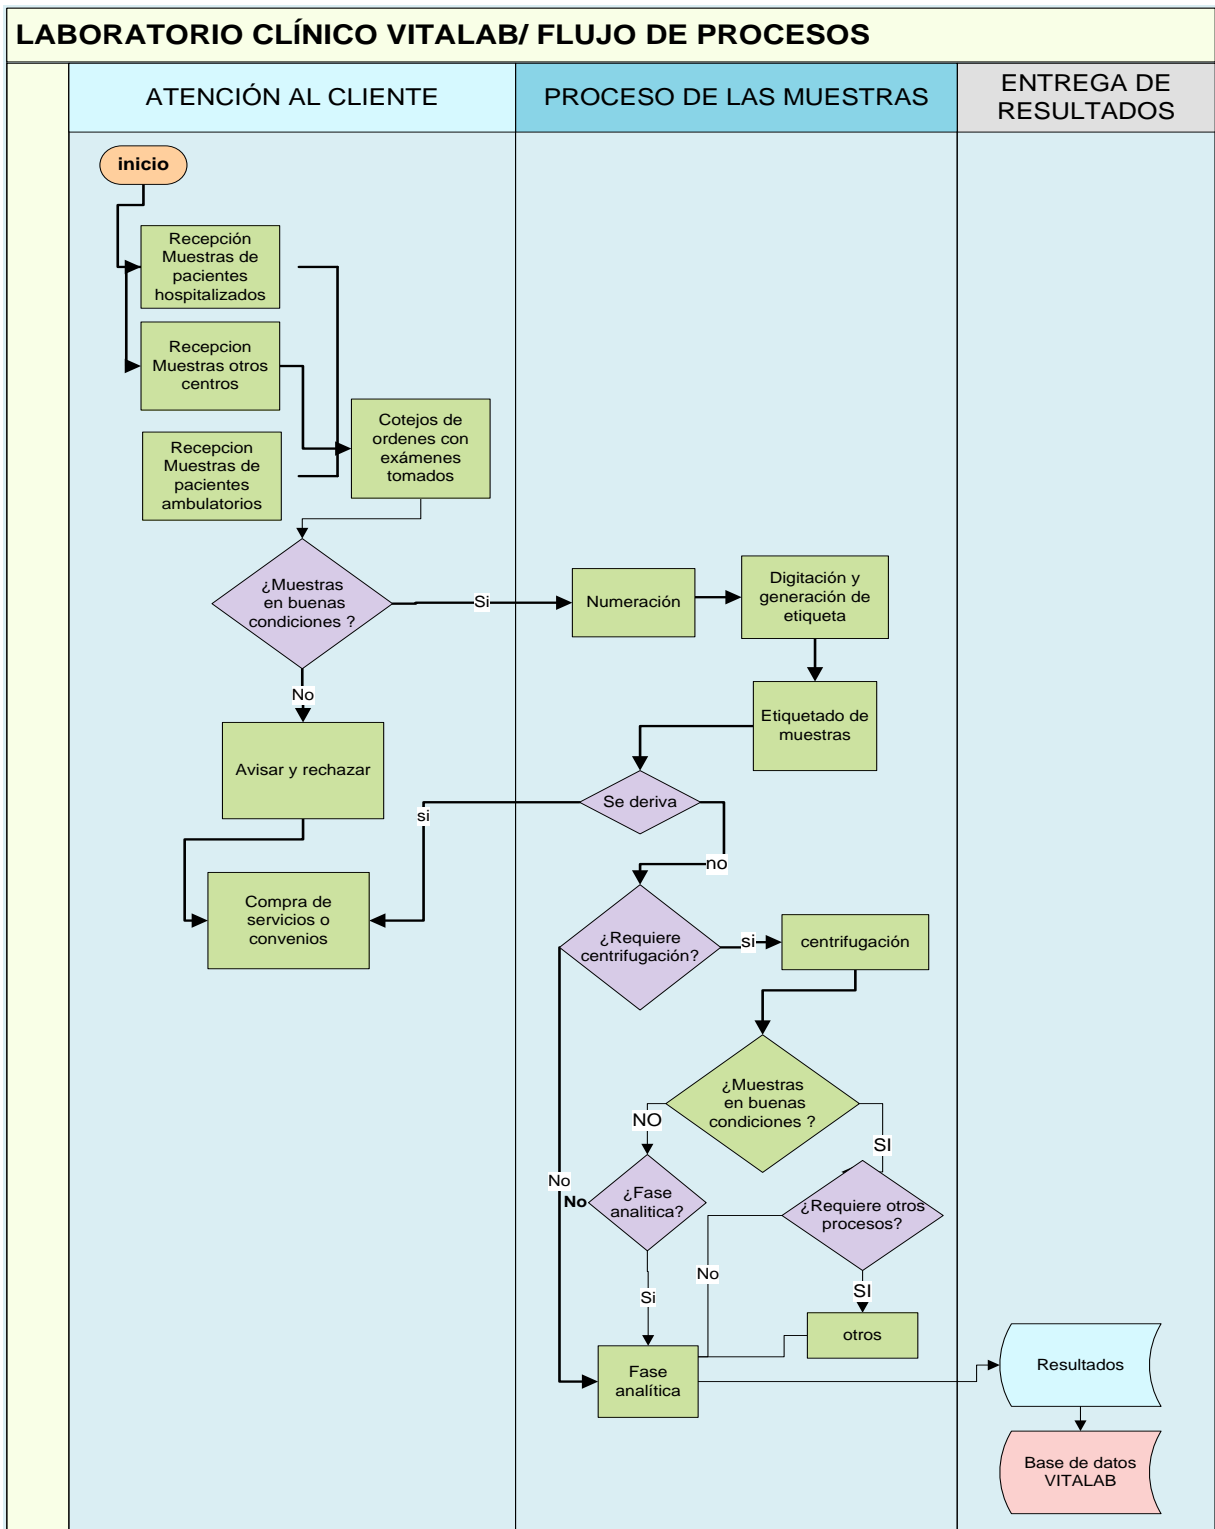 LABORATORIO CLÍNICO VITALAB/ FLUJO DE PROCESOS
ATENCIÓN AL CLIENTE
PROCESO DE LAS MUESTRAS
ENTREGA DE
RESULTADOS
inicio
Recepción
Muestras de
pacientes
hospitalizados
Recepcion
Muestras otros
centros
Recepcion
Muestras de
pacientes
ambulatorios
Cotejos de
ordenes con
exámenes
tomados
¿Muestras
en buenas
condiciones ?
Si
Numeración
Digitación y
generación de
etiqueta
No
Avisar y rechazar
Etiquetado de
muestras
Se deriva
si
no
Compra de
servicios o
convenios
¿Requiere
centrifugación?
si
centrifugación
¿Muestras
en buenas
condiciones ?
NO
SI
No
No
¿Fase
analitica?
¿Requiere otros
procesos?
No
Si
SI
otros
Fase
analítica
Resultados
Base de datos
VITALAB